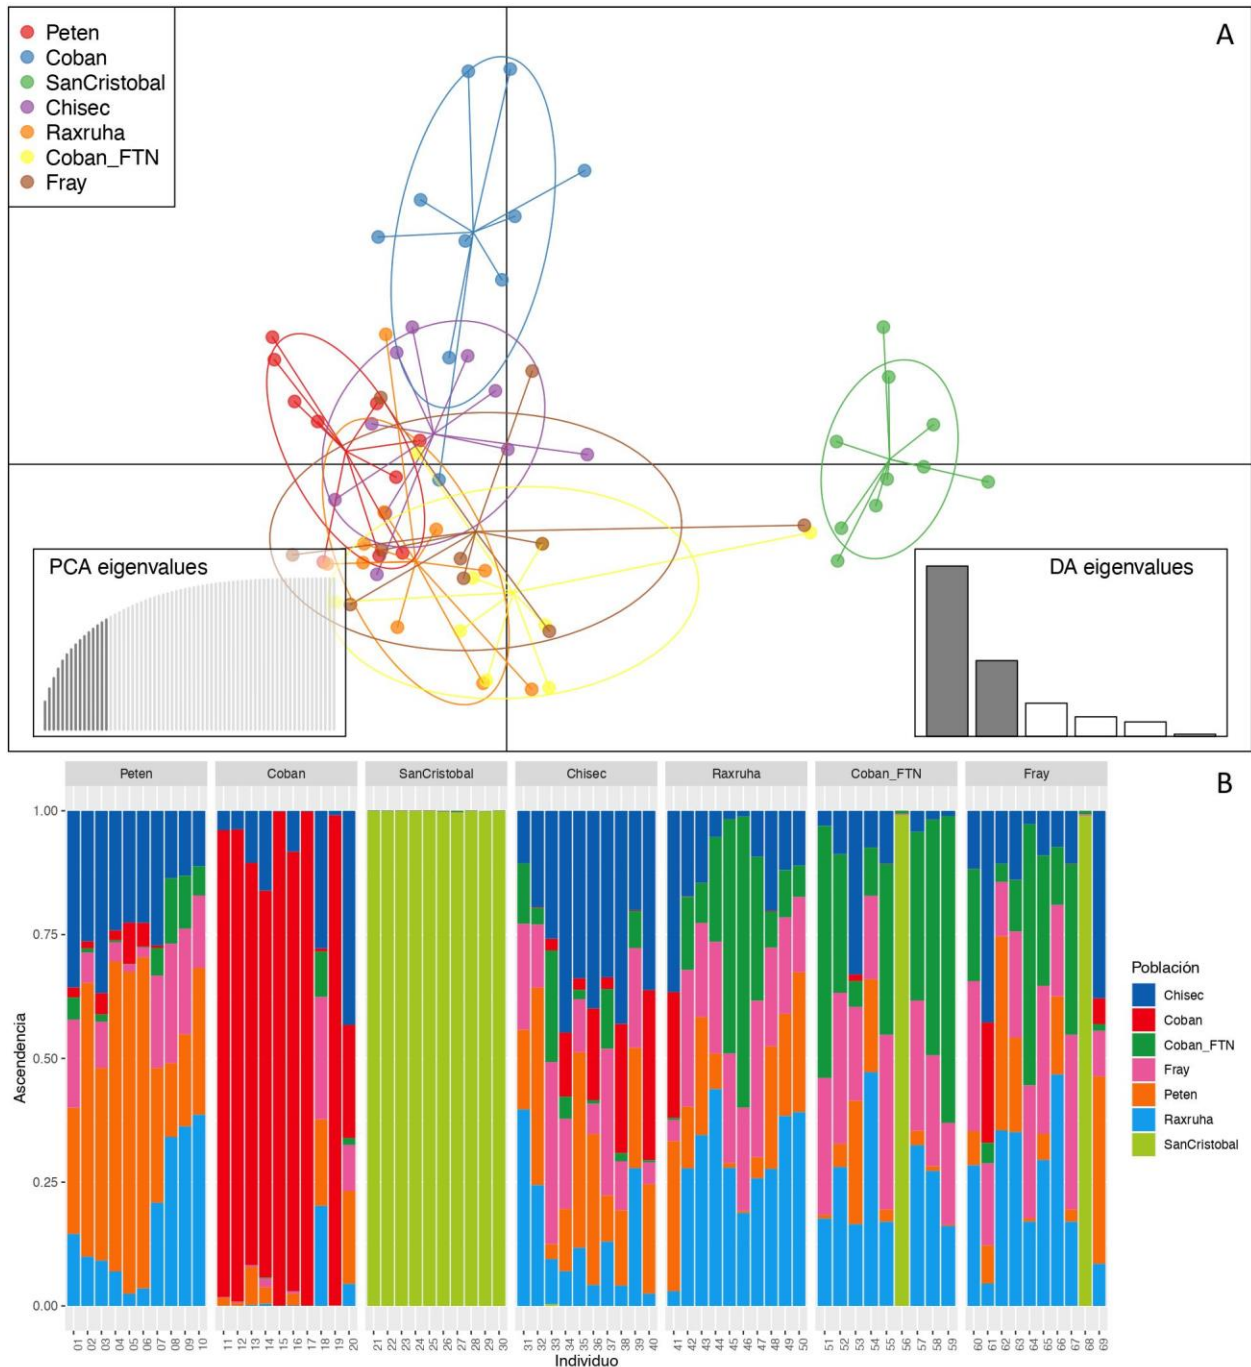 A
Peten
Coban
SanCristobal
Chisec
Raxruha
Coban_FTN
Fray
PCA eigenvalues
DA eigenvalues
B
Peten Coban SanCristobal Chisec Raxruha Coban_FTN Fray
1.00
0.75
0.50
0.25
0.00
Ascendencia
01 02 03 04 05 06 07 08 09 10 11 12 13 14 15 16 17 18 19 20 21 22 23 24 25 26 27 28 29 30 31 32 33 34 35 36 37 38 39 40 41 42 43 44 45 46 47 48 49 50 51 52 53 54 55 56 57 58 59 60 61 62 63 64 65 66 67 68 69
Individuo
Población
Chisec
Coban
Coban_FTN
Fray
Peten
Raxruha
SanCristobal